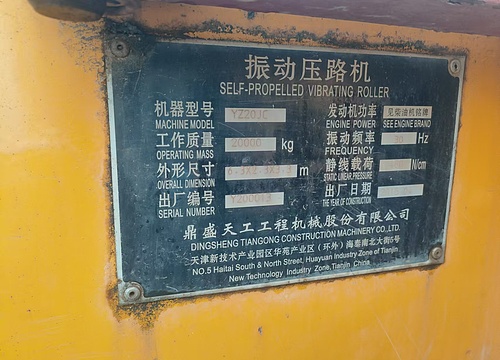 振动压路机
SELF-PROPELLED VIBRATING ROLLER
机器型号 YZ20JC 发动机功率 见柴油机铭牌
MACHINE MODEL ENGINE POWER SEE ENGINE BRAND
工作质量 20000 kg 振动频率 Hz
OPERATING MASS FREQUENCY
外形尺寸 m 静线载荷 N/cm
OVERALL DIMENSION STATIC LINEAR PRESSURE
出厂编号 出厂日期
SERIAL NUMBER THE YEAR OF CONSTRUCTION
鼎盛天工工程机械股份有限公司
DINGSHENG TIANGONG CONSTRUCTION MACHINERY CO.,LTD.
天津新技术产业园区华苑产业区（环外）海泰南北大街5号
NO.5 Haitai South & North Street, Huayuan Industry Zone of Tianjin
New Technology Industry Zone,Tianjin China